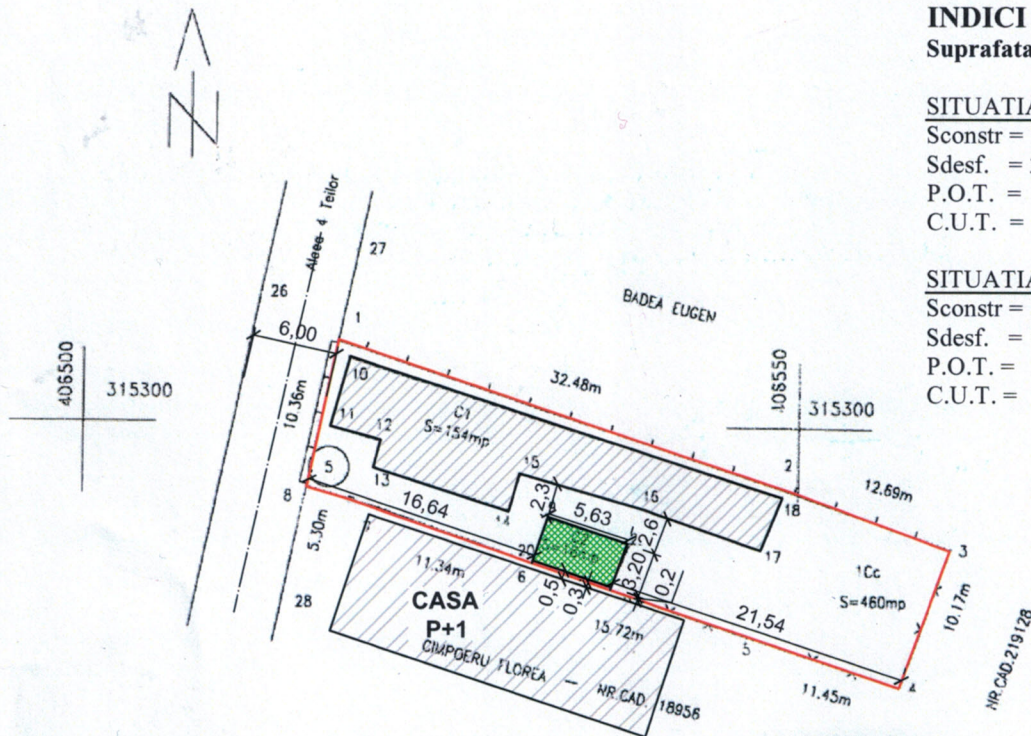 N
INDICI
Suprafata
SITUATIA
Sconstr =
Sdesf. =
P.O.T. =
C.U.T. =
SITUATIA
Sconstr =
Sdesf. =
P.O.T. =
C.U.T. =
Aleea 4 Teilor
27
26
6,00
1
BADEA EUGEN
406500
315300
315300
32.48m
10
10.36m
11
C1
S=154mp
12
13
5
8
15
16
2
18
12.69m
3
16,64
2,3
5,63
2,6
17
5.30m
20
6
11.34m
0,5
0,3
3,20
0,2
1Cc
S=460mp
10.17m
28
CASA
P+1
15.72m
21,54
5
11.45m
4
CIMPOERU FLOREA — NR.CAD. 18956
NR.CAD.219128